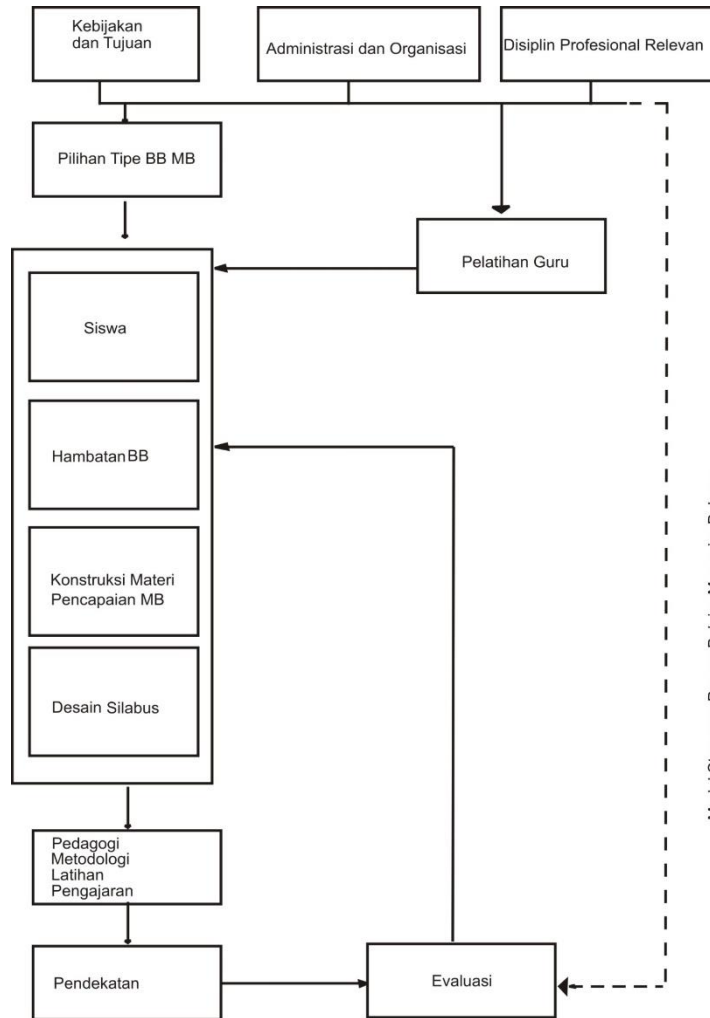 Kebijakan
dan Tujuan
Administrasi dan Organisasi
Disiplin Profesional Relevan
Pilihan Tipe BB MB
Pelatihan Guru
Siswa
Hambatan BB
Konstruksi Materi
Pencapaian MB
Desain Silabus
Pedagogi
Metodologi
Latihan
Pengajaran
Pendekatan
Evaluasi